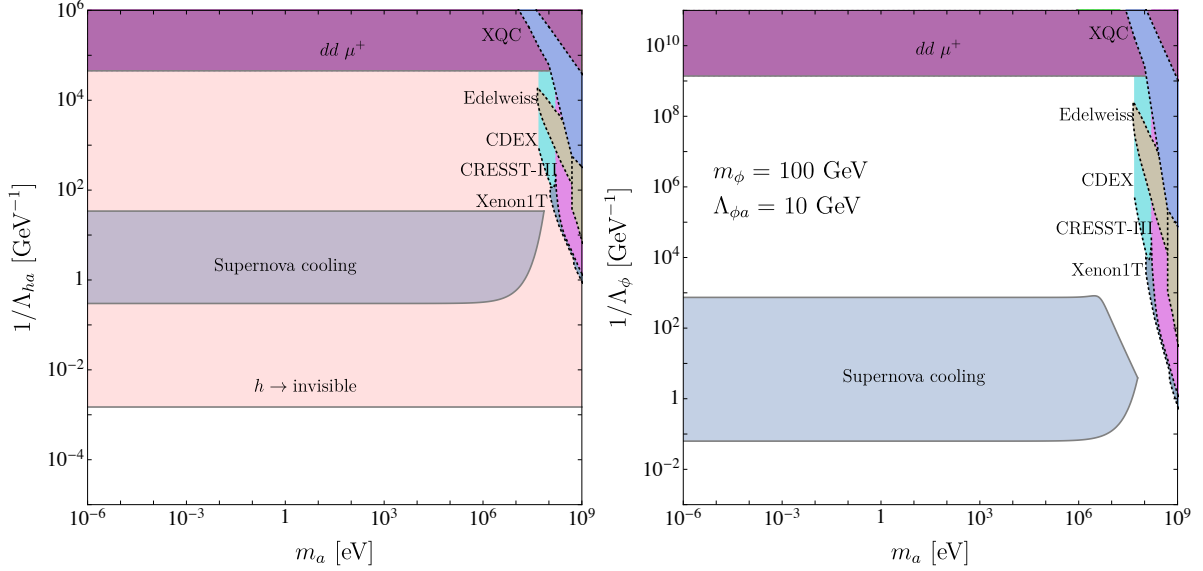 10^6
10^4
10^2
1
10^-2
10^-4
1/Λ_ha [GeV^-1]
XQC
dd μ^+
Edelweiss
CDEX
CRESST-III
Xenon1T
Supernova cooling
h → invisible
10^-6 10^-3 1 10^3 10^6 10^9
m_a [eV]
10^10
10^8
10^6
10^4
10^2
1
10^-2
1/Λ_ϕ [GeV^-1]
XQC
dd μ^+
Edelweiss
m_ϕ = 100 GeV
CDEX
Λ_ϕa = 10 GeV
CRESST-III
Xenon1T
Supernova cooling
10^-6 10^-3 1 10^3 10^6 10^9
m_a [eV]